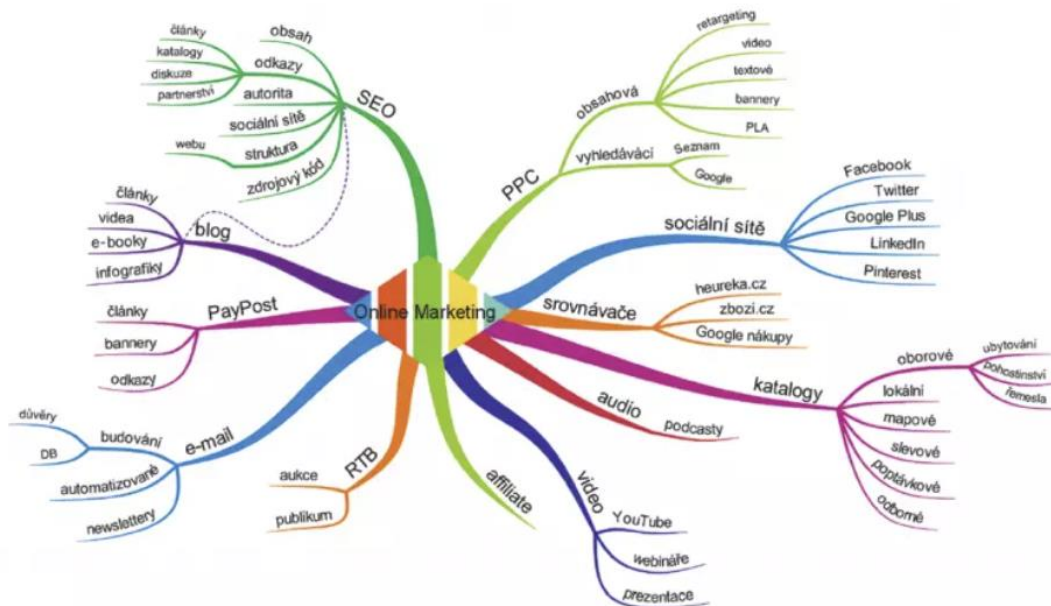 Online Marketing
SEO
obsah
odkazy
články
katalogy
diskuze
partnerství
autorita
sociální sítě
struktura
webu
zdrojový kód
blog
články
videa
e-booky
infografiky
PayPost
články
bannery
odkazy
e-mail
budování
důvěry
DB
automatizované
newslettery
RTB
aukce
publikum
affiliate
video
YouTube
webináře
prezentace
audio
podcasty
katalogy
oborové
ubytování
pohostinství
řemesla
lokální
mapové
slevové
poptávkové
odborné
srovnávače
heureka.cz
zbozi.cz
Google nákupy
sociální sítě
Facebook
Twitter
Google Plus
LinkedIn
Pinterest
PPC
obsahová
retargeting
video
textové
bannery
PLA
vyhledávací
Seznam
Google